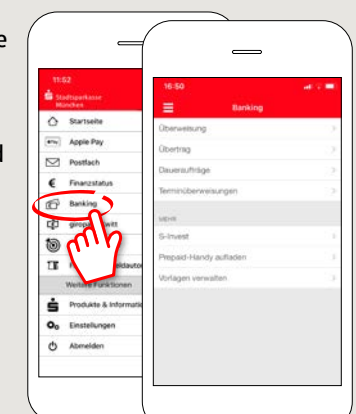 e
d
11:52
Stadtsparkasse
München
Startseite
Apple Pay
Postfach
Finanzstatus
Banking
Weitere Funktionen
Produkte &
Einstellungen
Abmelden
16:50
Banking
Überweisung
Übertrag
Daueraufträge
Terminüberweisungen
MEHR
S-Invest
Prepaid-Handy aufladen
Vorlagen verwalten